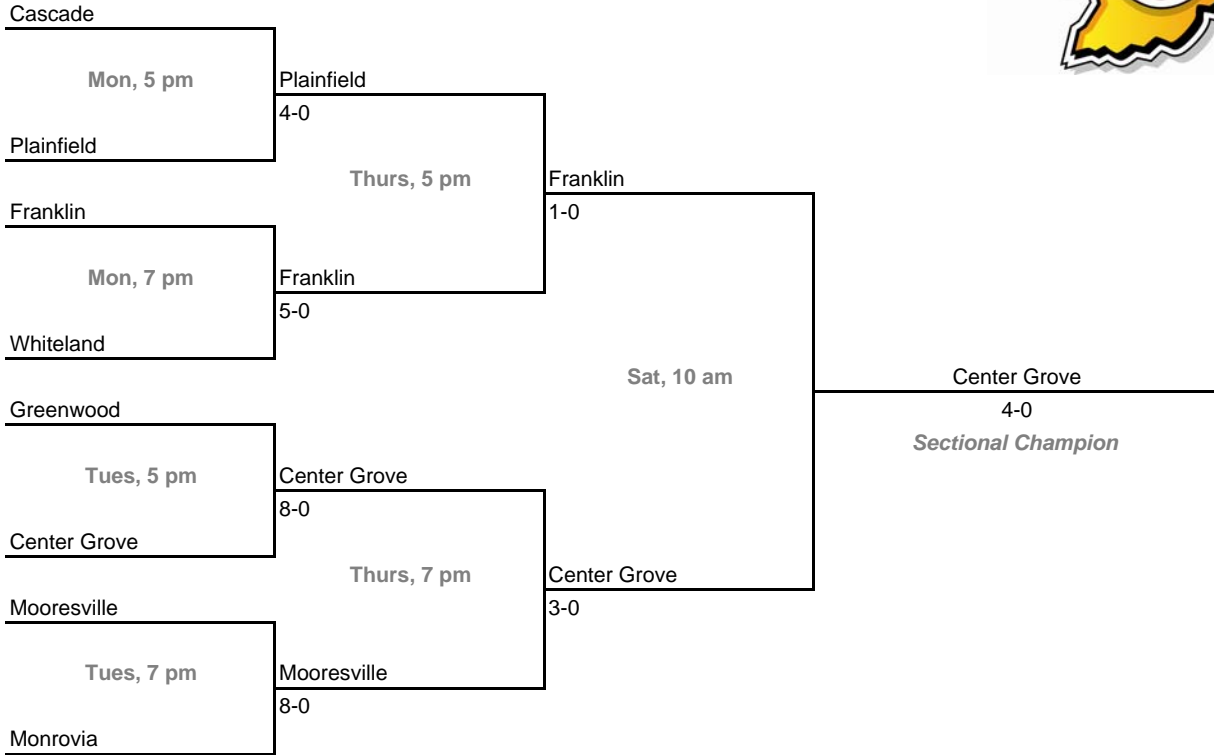 Cascade
Mon, 5 pm
Plainfield
4-0
Plainfield
Thurs, 5 pm
Franklin
1-0
Franklin
Mon, 7 pm
Franklin
5-0
Whiteland
Sat, 10 am
Center Grove
4-0
Sectional Champion
Greenwood
Tues, 5 pm
Center Grove
8-0
Center Grove
Thurs, 7 pm
Center Grove
3-0
Mooresville
Tues, 7 pm
Mooresville
8-0
Monrovia